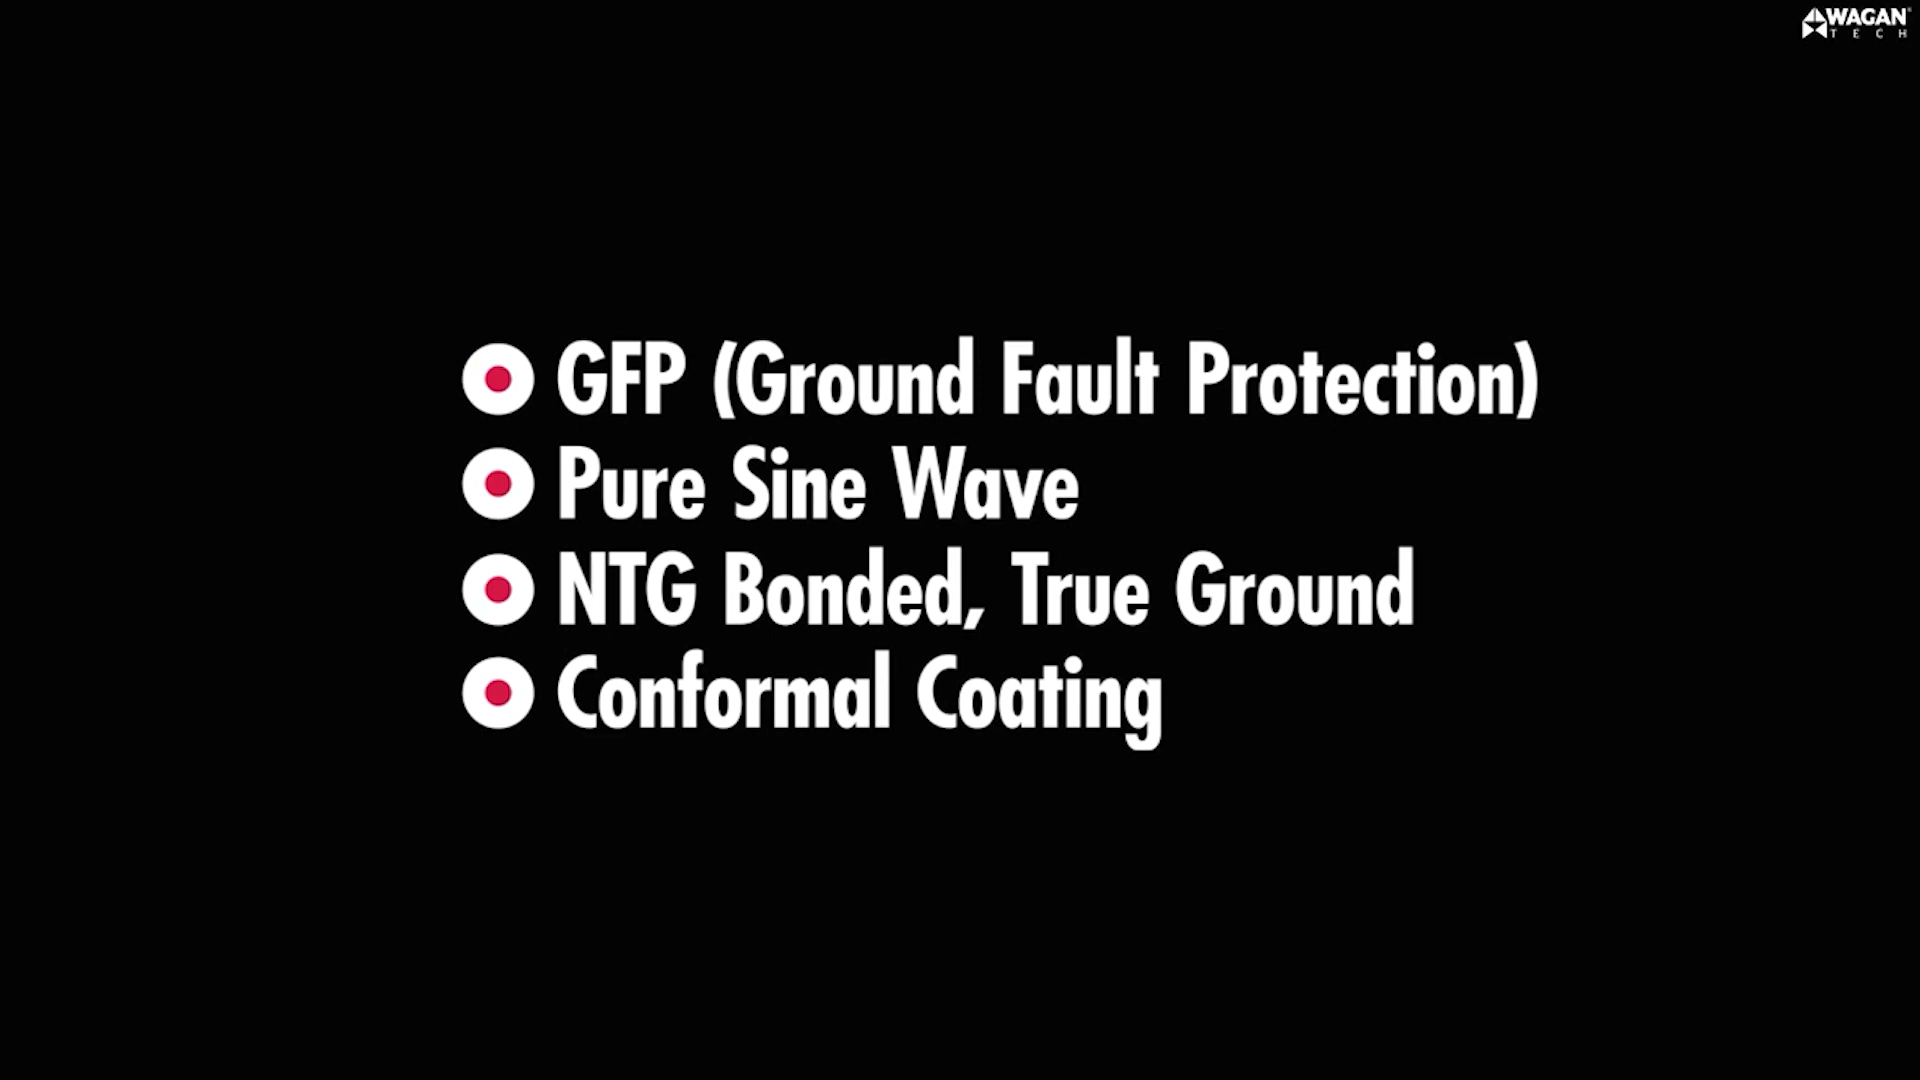 WAGAN
TECH
GFP (Ground Fault Protection)
Pure Sine Wave
NTG Bonded, True Ground
Conformal Coating